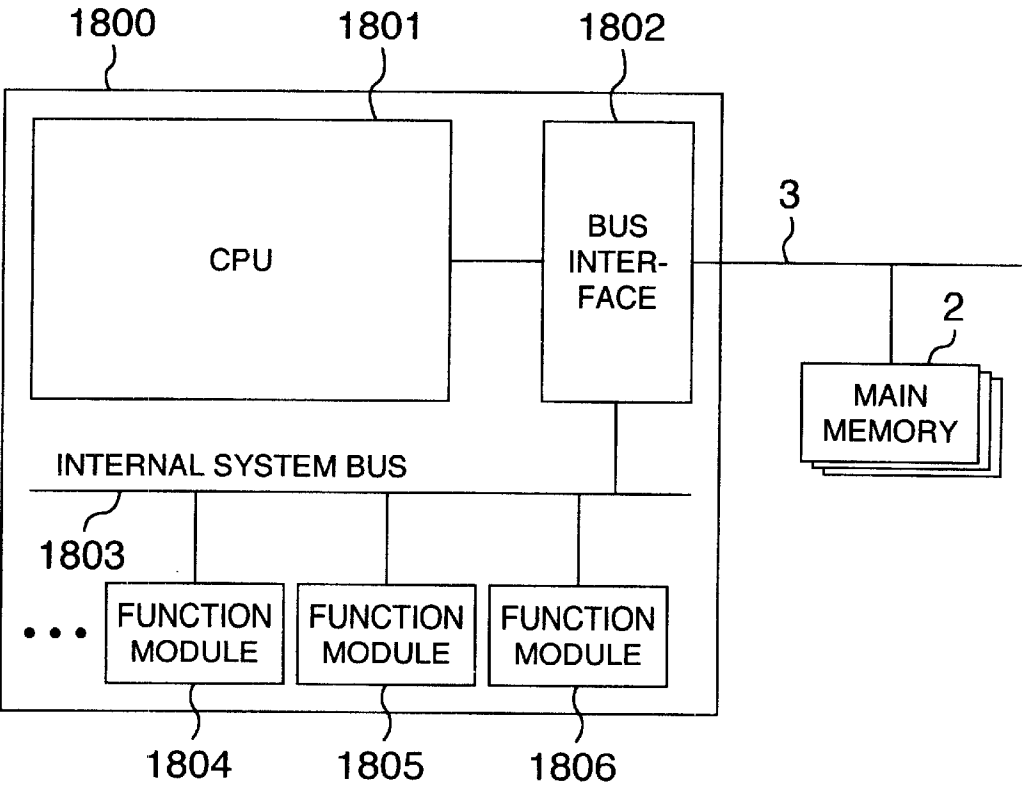 1800
1801
1802
CPU
BUS
INTER-
FACE
3
2
MAIN
MEMORY
INTERNAL SYSTEM BUS
1803
FUNCTION
MODULE
FUNCTION
MODULE
FUNCTION
MODULE
1804
1805
1806